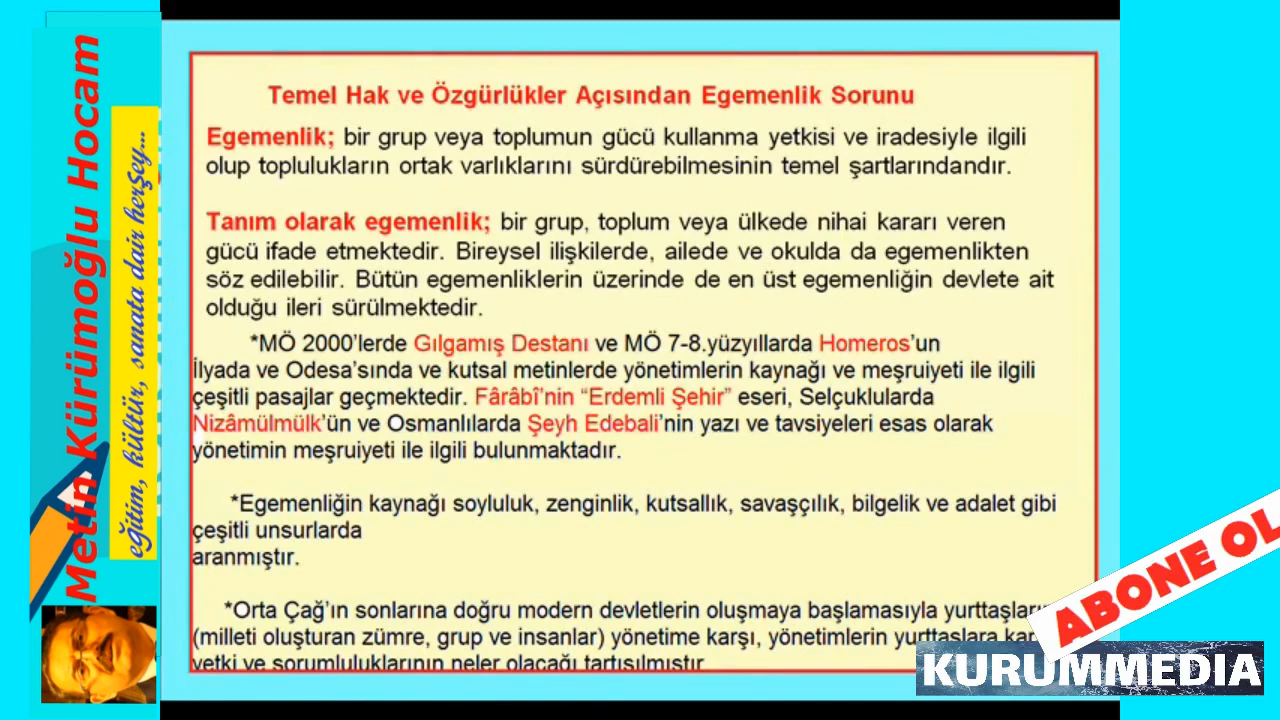 Metin Kürümoğlu Hocam
eğitim, kültür, sanata dair herşey...
Temel Hak ve Özgürlükler Açısından Egemenlik Sorunu
Egemenlik; bir grup veya toplumun gücü kullanma yetkisi ve iradesiyle ilgili
olup toplulukların ortak varlıklarını sürdürebilmesinin temel şartlarındandır.
Tanım olarak egemenlik; bir grup, toplum veya ülkede nihai kararı veren
gücü ifade etmektedir. Bireysel ilişkilerde, ailede ve okulda da egemenlikten
söz edilebilir. Bütün egemenliklerin üzerinde de en üst egemenliğin devlete ait
olduğu ileri sürülmektedir.
*MÖ 2000’lerde Gılgamış Destanı ve MÖ 7-8.yüzyıllarda Homeros’un
İlyada ve Odesa’sında ve kutsal metinlerde yönetimlerin kaynağı ve meşruiyeti ile ilgili
çeşitli pasajlar geçmektedir. Fârâbî’nin “Erdemli Şehir” eseri, Selçuklularda
Nizâmülmülk’ün ve Osmanlılarda Şeyh Edebali’nin yazı ve tavsiyeleri esas olarak
yönetimin meşruiyeti ile ilgili bulunmaktadır.
*Egemenliğin kaynağı soyluluk, zenginlik, kutsallık, savaşçılık, bilgelik ve adalet gibi
çeşitli unsurlarda
aranmıştır.
*Orta Çağ’ın sonlarına doğru modern devletlerin oluşmaya başlamasıyla
(milleti oluşturan zümre, grup ve insanlar) yönetime karşı, yönetimlerin yurttaşlara
yetki ve sorumluluklarının neler olacağı tartışılmıştır
ABONE OL
KURUMMEDIA